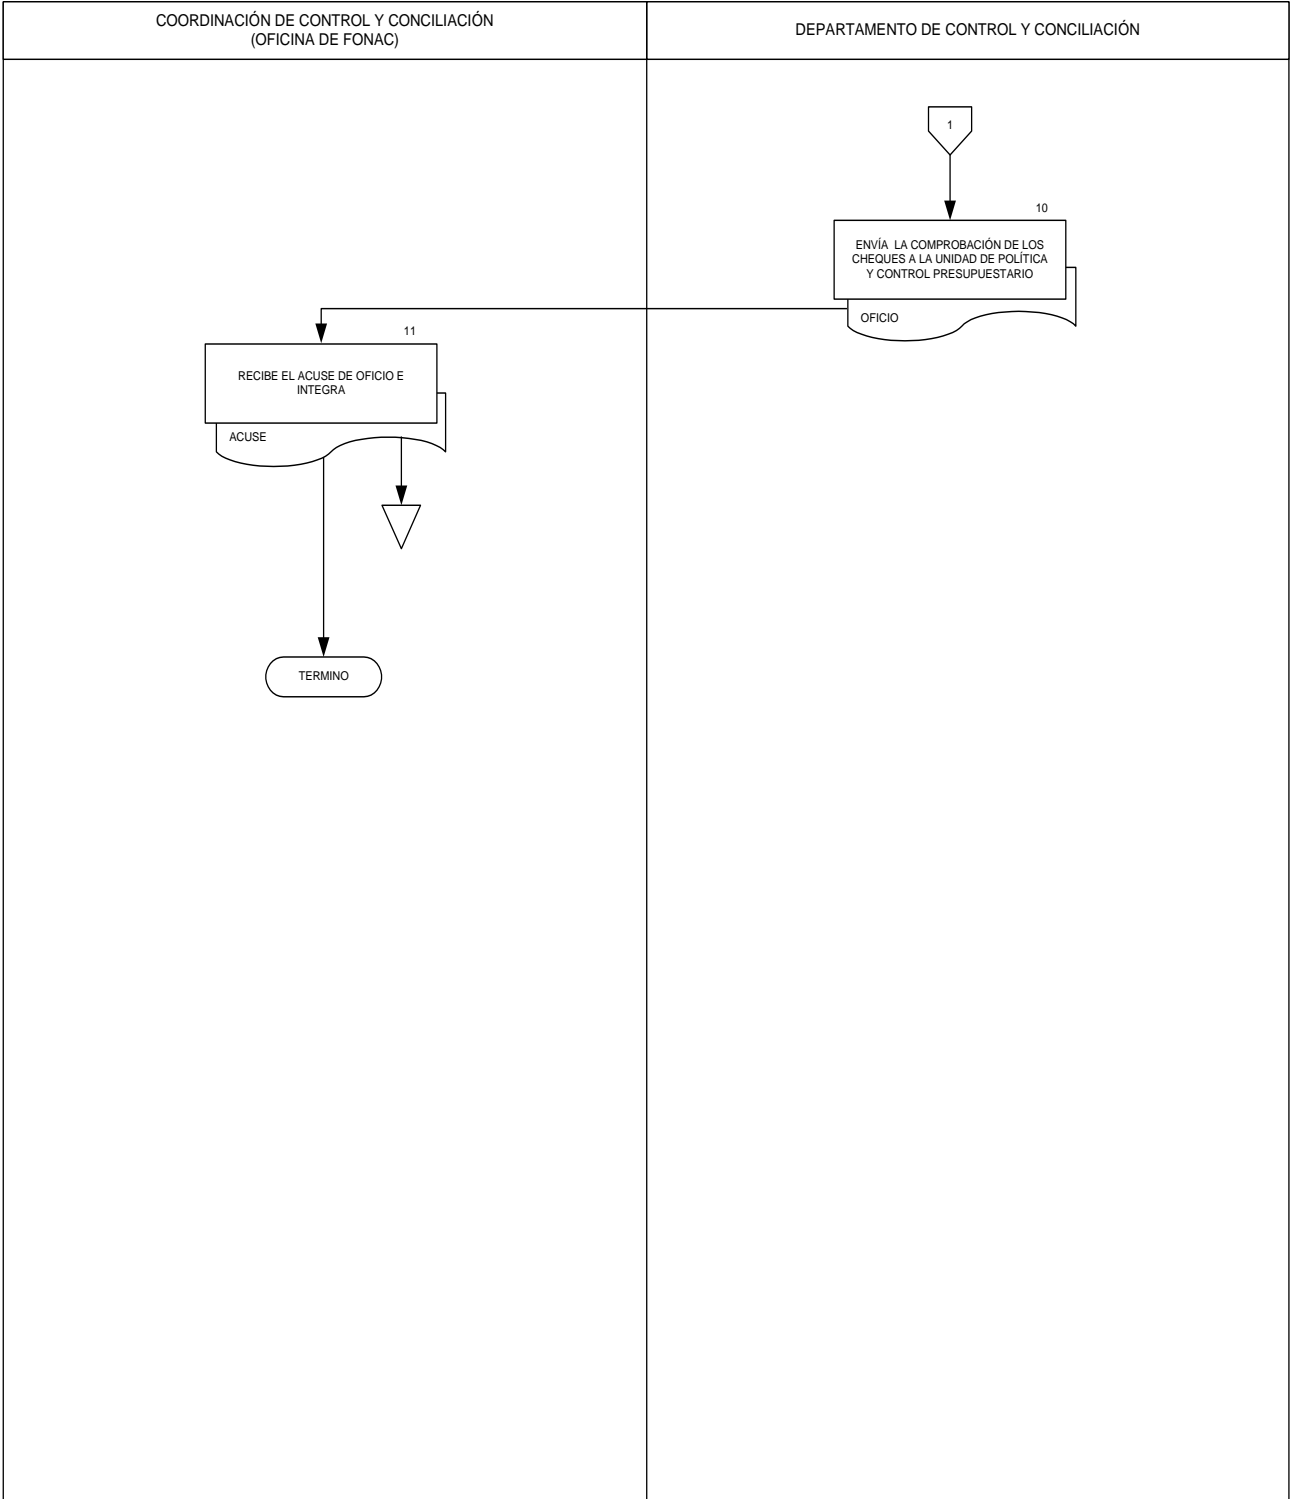 COORDINACIÓN DE CONTROL Y CONCILIACIÓN
(OFICINA DE FONAC)
DEPARTAMENTO DE CONTROL Y CONCILIACIÓN
1
10
ENVÍA LA COMPROBACIÓN DE LOS
CHEQUES A LA UNIDAD DE POLÍTICA
Y CONTROL PRESUPUESTARIO
OFICIO
11
RECIBE EL ACUSE DE OFICIO E
INTEGRA
ACUSE
TERMINO